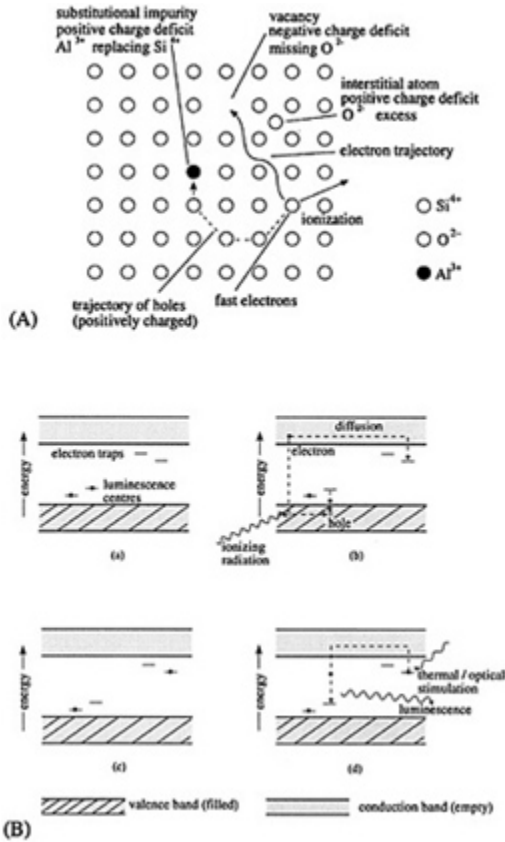 substitutional impurity
positive charge deficit
Al³⁺ replacing Si⁴⁺
vacancy
negative charge deficit
missing O²⁻
interstitial atom
positive charge deficit
O²⁻ excess
electron trajectory
ionization
Si⁴⁺
O²⁻
Al³⁺
trajectory of holes
(positively charged)
fast electrons
(A)
energy
electron traps
luminescence
centres
(a)
energy
diffusion
electron
hole
ionizing
radiation
(b)
energy
(c)
energy
thermal / optical
stimulation
luminescence
(d)
valence band (filled)
conduction band (empty)
(B)